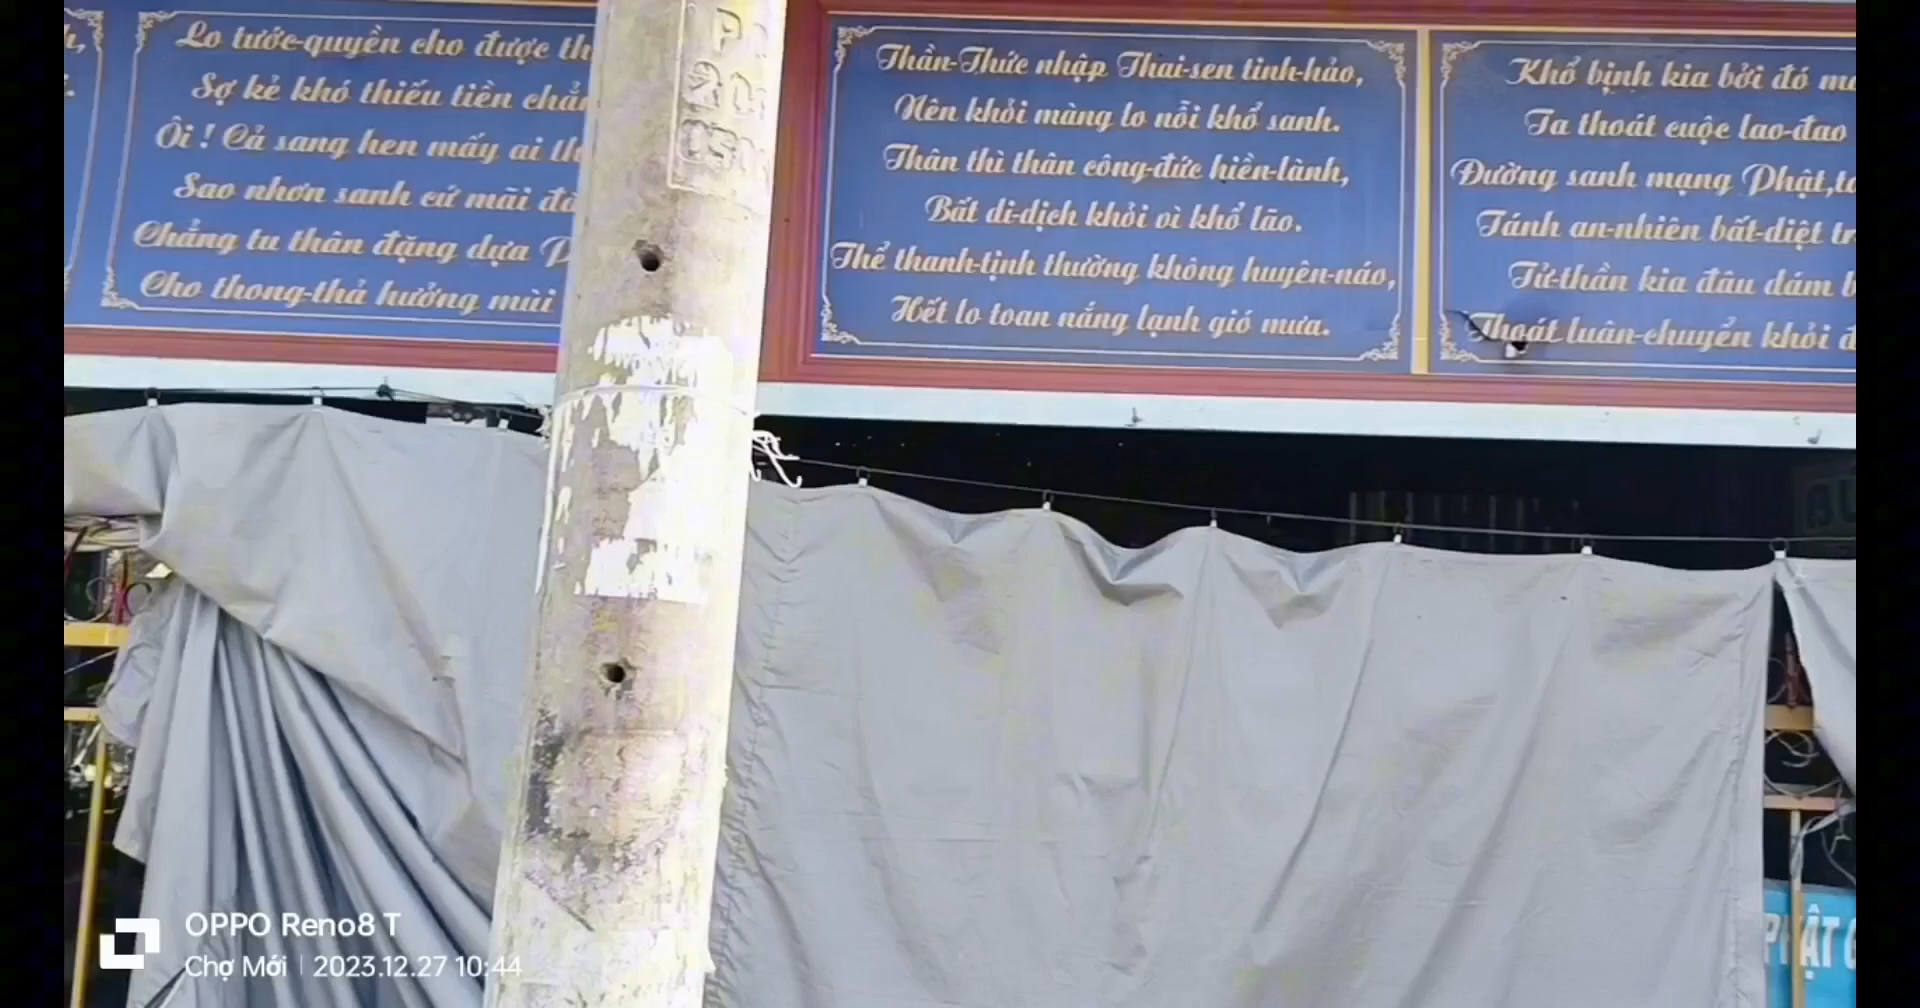 Lo tước-quyền cho được
Sợ kẻ khó thiếu tiền
Ôi ! Cả sang hen mấy ai
Sao nhơn sanh cứ mãi
Chẳng tu thân đặng dựa
Cho thong-thả hưởng mùi
Thần-Thức nhập Thai-sen tinh-hảo,
Nên khỏi màng lo nỗi khổ sanh.
Thân thì thân công-đức hiền-lành,
Bất di-dịch khỏi vì khổ lão.
Thể thanh-tịnh thường không huyên-náo,
Hết lo toan nắng lạnh gió mưa.
Khổ bịnh kia bởi đó
Ta thoát cuộc lao-đao
Đường sanh mạng Phật,
Tánh an-nhiên bất-diệt
Tử-thần kia đâu dám
Thoát luân-chuyển khỏi
PHẬT
OPPO Reno8 T
Chợ Mới | 2023.12.27 10:44